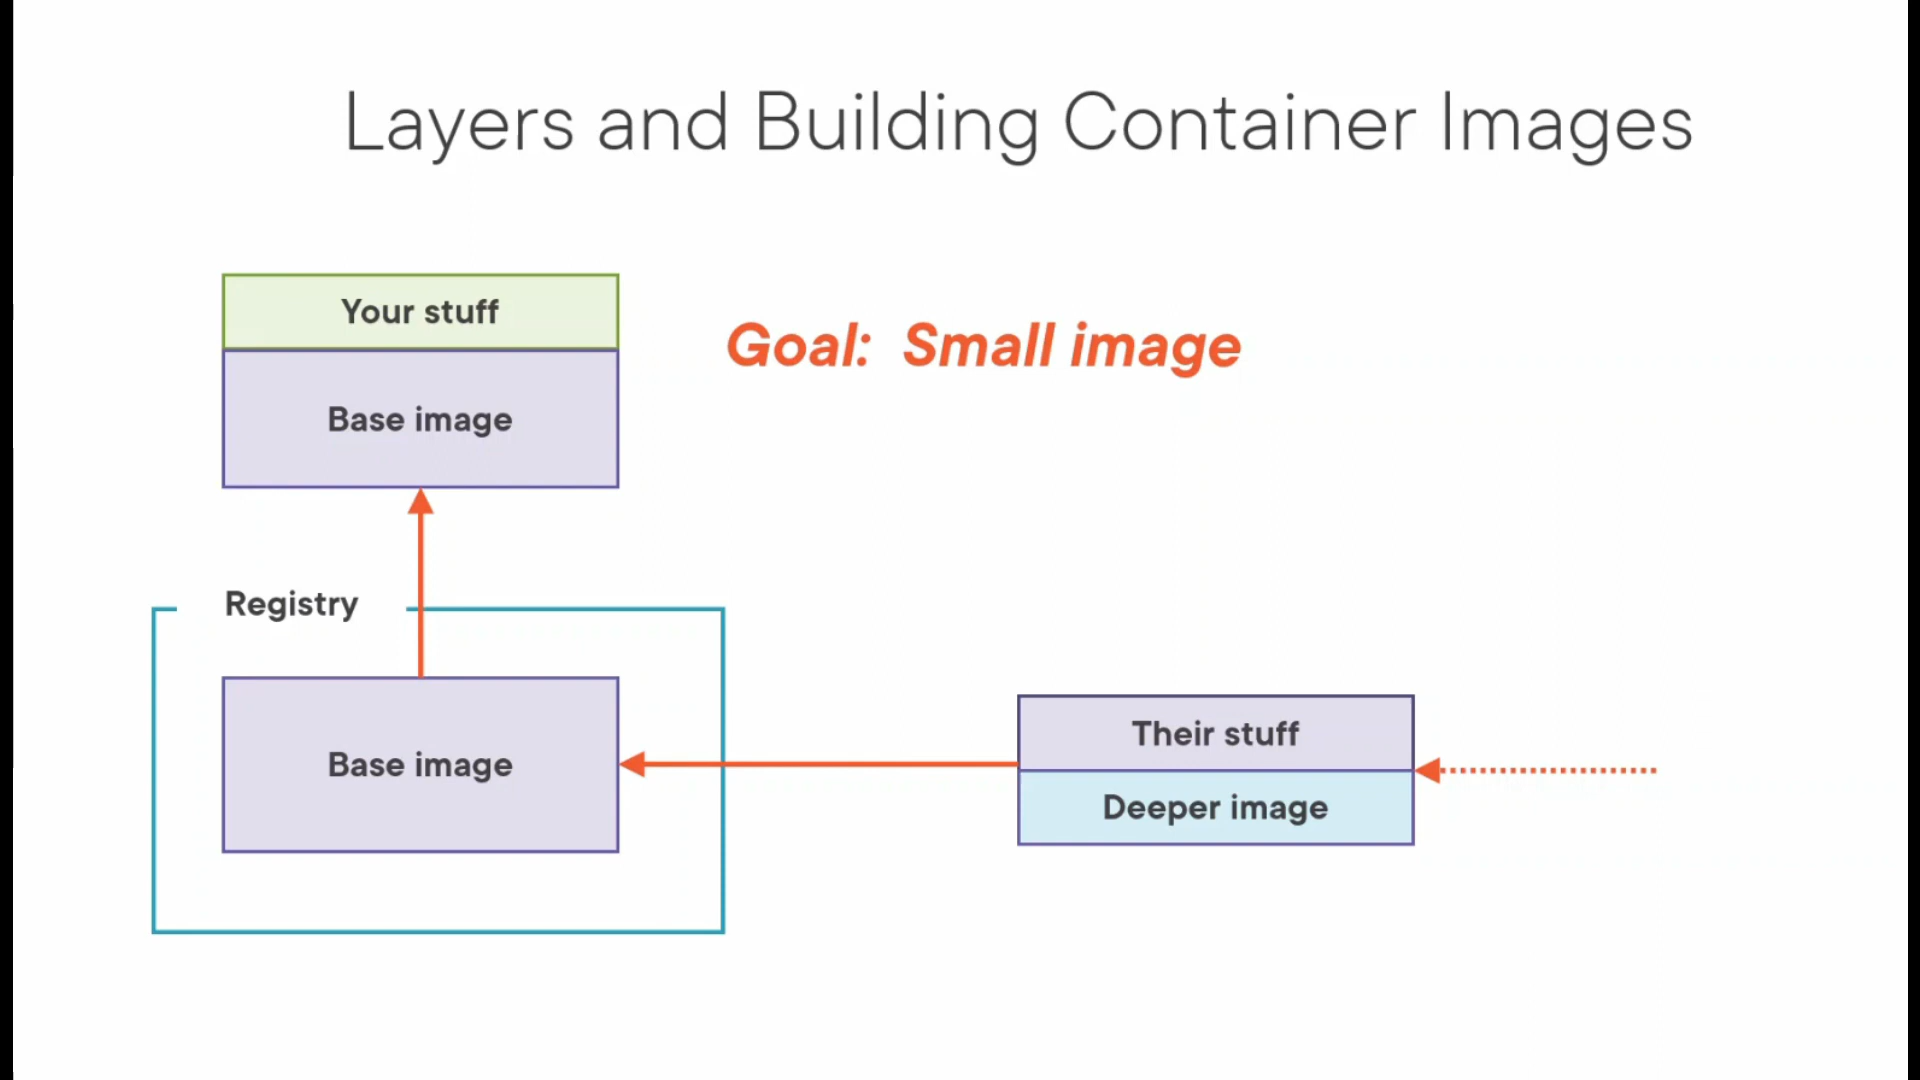 Layers and Building Container Images
Your stuff
Goal: Small image
Base image
Registry
Base image
Their stuff
Deeper image